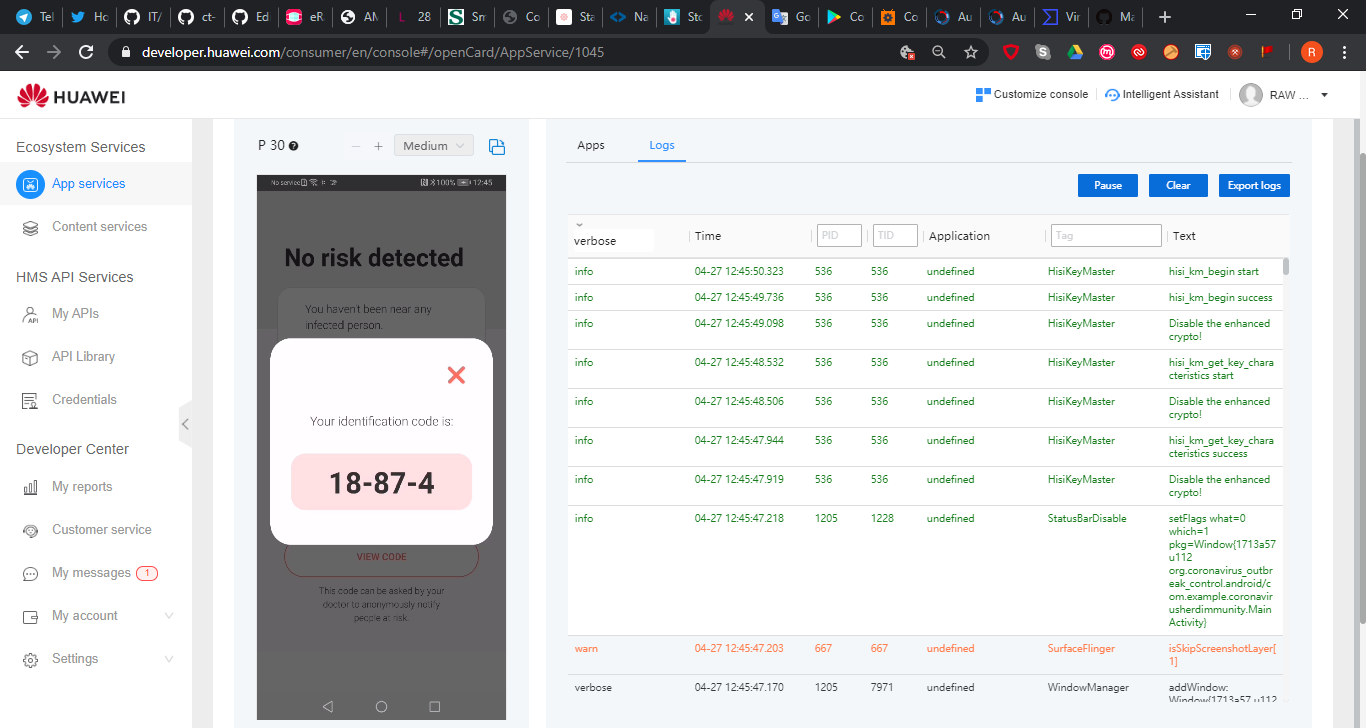 Tel
Ho
IT/
ct-
Ed
eR
AN
L 28
Sm
Co
Sta
Na
Sto
Go
Co
Co
Au
Au
Vir
Ma
developer.huawei.com/consumer/en/console#/openCard/AppService/1045
R
HUAWEI
Customize console
Intelligent Assistant
RAW ...
Ecosystem Services
App services
Content services
HMS API Services
My APIs
API Library
Credentials
Developer Center
My reports
Customer service
My messages 1
My account
Settings
P 30
Medium
No service
100% 12:45
No risk detected
You haven't been near any
infected person.
Your identification code is:
18-87-4
VIEW CODE
This code can be asked by your
doctor to anonymously notify
people at risk.
Apps Logs
Pause Clear Export logs
verbose Time PID TID Application Tag Text
info 04-27 12:45:50.323 536 536 undefined HisiKeyMaster hisi_km_begin start
info 04-27 12:45:49.736 536 536 undefined HisiKeyMaster hisi_km_begin success
info 04-27 12:45:49.098 536 536 undefined HisiKeyMaster Disable the enhanced
crypto!
info 04-27 12:45:48.532 536 536 undefined HisiKeyMaster hisi_km_get_key_chara
cteristics start
info 04-27 12:45:48.506 536 536 undefined HisiKeyMaster Disable the enhanced
crypto!
info 04-27 12:45:47.944 536 536 undefined HisiKeyMaster hisi_km_get_key_chara
cteristics success
info 04-27 12:45:47.919 536 536 undefined HisiKeyMaster Disable the enhanced
crypto!
info 04-27 12:45:47.218 1205 1228 undefined StatusBarDisable setFlags what=0
which=1
pkg=Window{1713a57
u112
org.coronavirus_outbr
eak_control.android/c
om.example.coronavir
usherdimmunity.Main
Activity}
warn 04-27 12:45:47.203 667 667 undefined SurfaceFlinger isSkipScreenshotLayer[
1]
verbose 04-27 12:45:47.170 1205 7971 undefined WindowManager addWindow:
Window{1713a57 u112